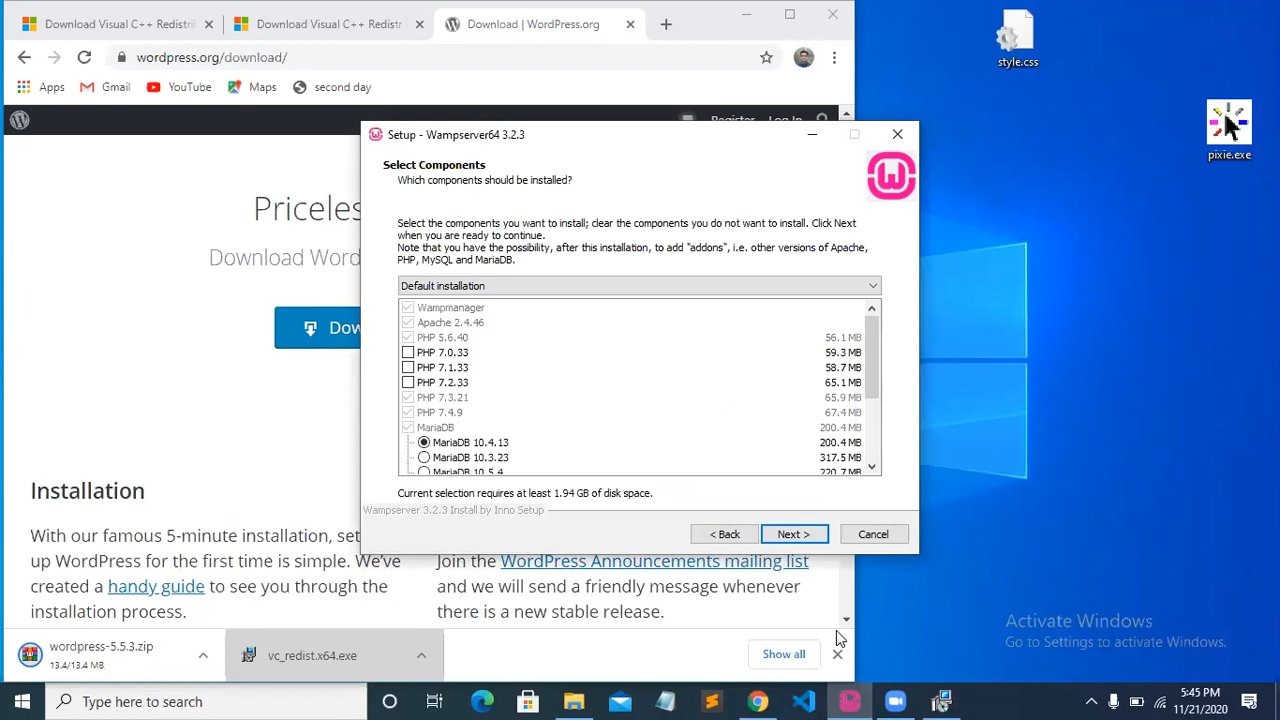 Download Visual C++ Redistrib
Download Visual C++ Redistr
Download | WordPress.org
wordpress.org/download/
Apps
Gmail
YouTube
Maps
second day
Register
Log In
Priceless
Download Word
Dow
Setup - Wampserver64 3.2.3
Select Components
Which components should be installed?
Select the components you want to install; clear the components you do not want to install. Click Next
when you are ready to continue.
Note that you have the possibility, after this installation, to add "addons", i.e. other versions of Apache,
PHP, MySQL and MariaDB.
Default installation
Wampmanager
Apache 2.4.46
PHP 5.6.40 56.1 MB
PHP 7.0.33 59.3 MB
PHP 7.1.33 58.7 MB
PHP 7.2.33 65.1 MB
PHP 7.3.21 65.9 MB
PHP 7.4.9 67.4 MB
MariaDB 200.4 MB
MariaDB 10.4.13 200.4 MB
MariaDB 10.3.23 317.5 MB
MariaDB 10.5.4 220.7 MB
Current selection requires at least 1.94 GB of disk space.
Wampserver 3.2.3 Install by Inno Setup
< Back
Next >
Cancel
Installation
With our famous 5-minute installation, set
up WordPress for the first time is simple. We've
created a handy guide to see you through the
installation process.
Join the WordPress Announcements mailing list
and we will send a friendly message whenever
there is a new stable release.
wordpress-5.5.3.zip
13.4/13.4 MB
vc_redist.x64.exe
Show all
style.css
pixie.exe
Activate Windows
Go to Settings to activate Windows.
Type here to search
5:45 PM
11/21/2020